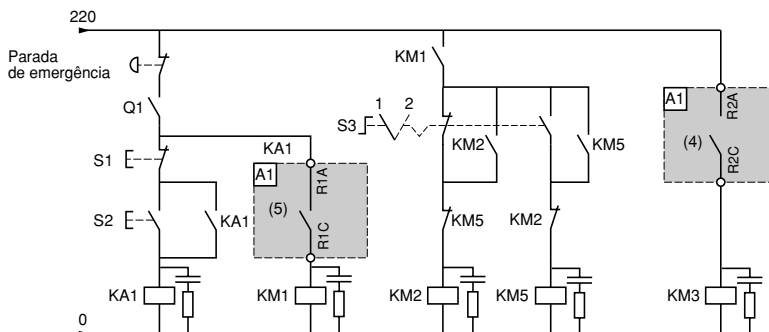 220
Parada
de emergência
Q1
S1
S2
KA1
KA1
KA1
A1
R1A
(5)
R1C
KM1
KM1
S3
1
2
KM2
KM5
KM5
KM2
KM2
KM5
A1
R2A
(4)
R2C
KM3
0